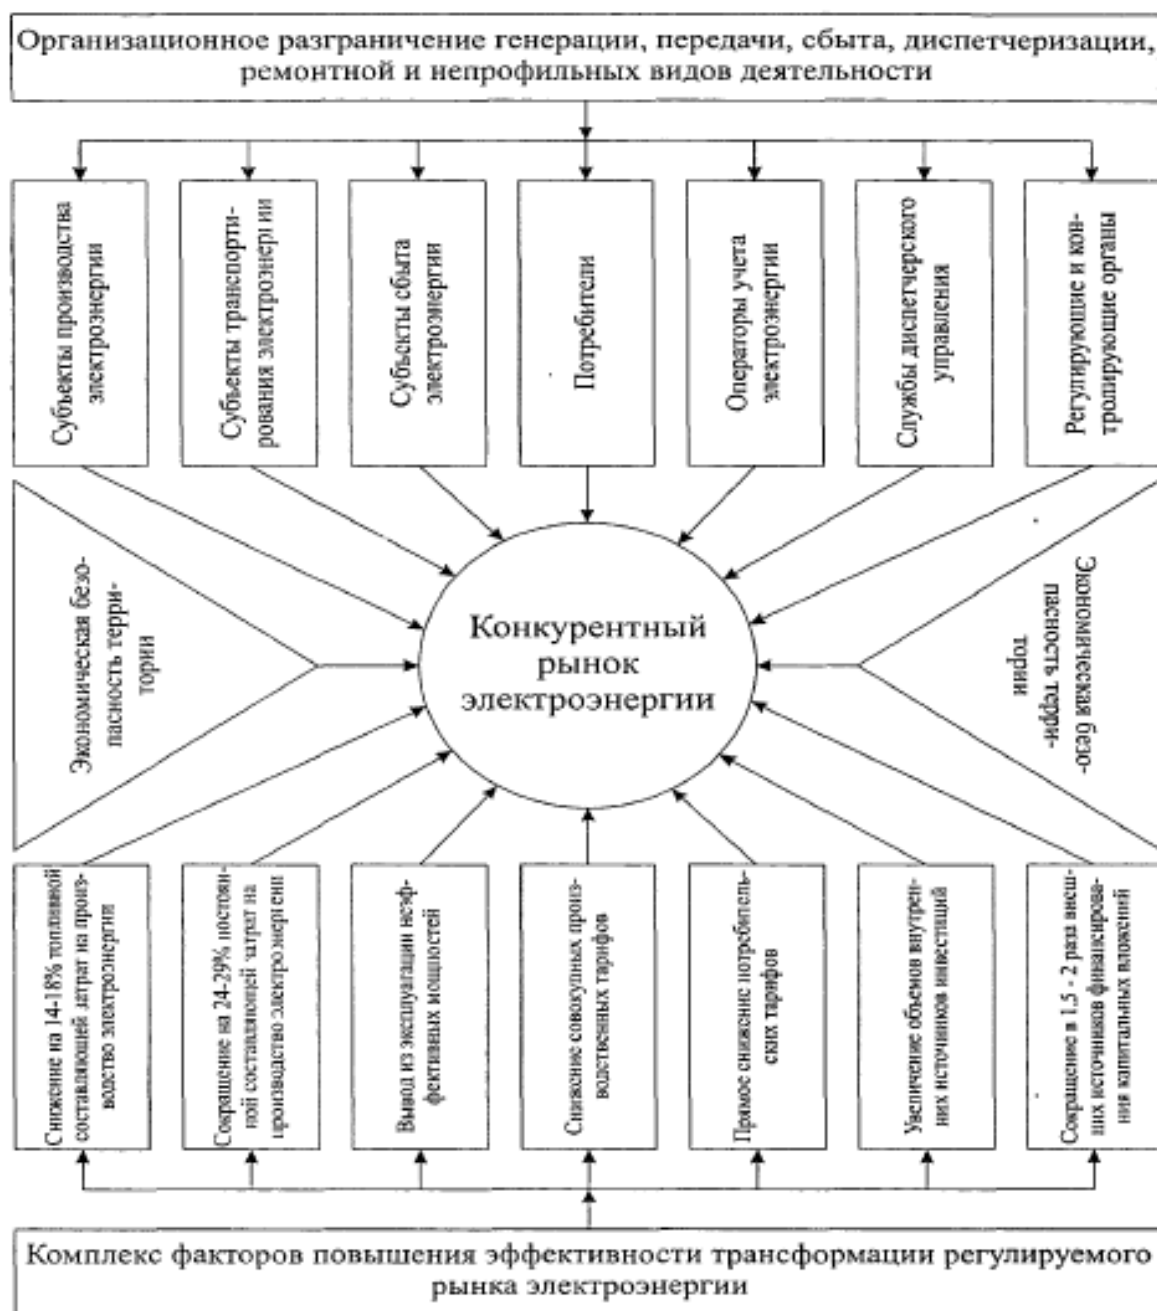 Организационное разграничение генерации, передачи, сбыта, диспетчеризации,
ремонтной и непрофильных видов деятельности
Субъекты производства
электроэнергии
Субъекты транспорти-
рования электроэнергии
Субъекты сбыта
электроэнергии
Потребители
Операторы учета
электроэнергии
Службы диспетчерского
управления
Регулирующие и кон-
тролирующие органы
Экономическая безо-
пасность терри-
тории
Конкурентный
рынок
электроэнергии
Экономическая безо-
пасность терри-
тории
Снижение на 14-18% топливной
составляющей затрат на произ-
водство электроэнергии
Сокращение на 24-29% постоян-
ной составляющей затрат на
производство электроэнергии
Вывод из эксплуатации неэф-
фективных мощностей
Снижение совокупных произ-
водственных тарифов
Прямое снижение потребитель-
ских тарифов
Увеличение объемов внутрен-
них источников инвестиций
Сокращение в 1,5 - 2 раза внеш-
них источников финансирова-
ния капитальных вложений
Комплекс факторов повышения эффективности трансформации регулируемого
рынка электроэнергии